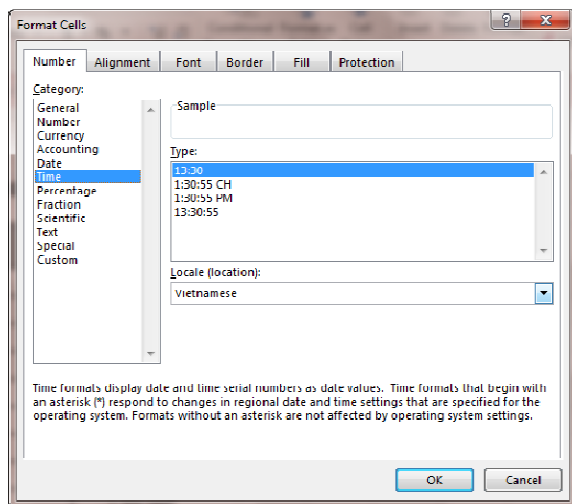 Format Cells
Number Alignment Font Border Fill Protection
Category:
General
Number
Currency
Accounting
Date
Time
Percentage
Fraction
Scientific
Text
Special
Custom
Sample
Type:
13:30
1:30:55 CH
1:30:55 PM
13:30:55
Locale (location):
Vietnamese
Time formats display date and time serial numbers as date values. Time formats that begin with
an asterisk (*) respond to changes in regional date and time settings that are specified for the
operating system. Formats without an asterisk are not affected by operating system settings.
OK Cancel